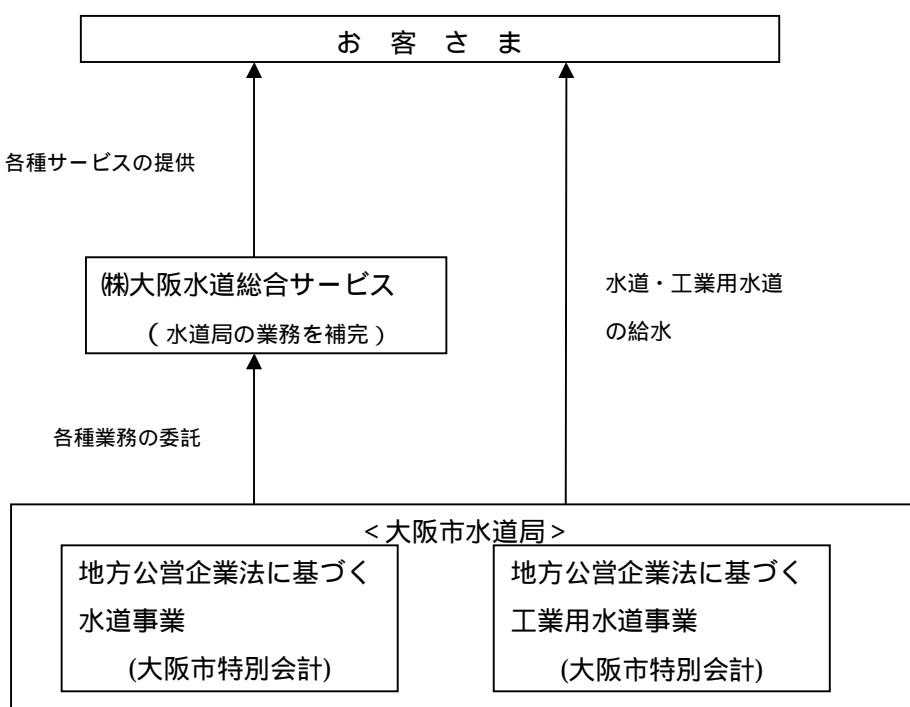 お 客 さ ま
各種サービスの提供
㈱大阪水道総合サービス
（水道局の業務を補完）
水道・工業用水道
の給水
各種業務の委託
<大阪市水道局>
地方公営企業法に基づく
水道事業
(大阪市特別会計)
地方公営企業法に基づく
工業用水道事業
(大阪市特別会計)